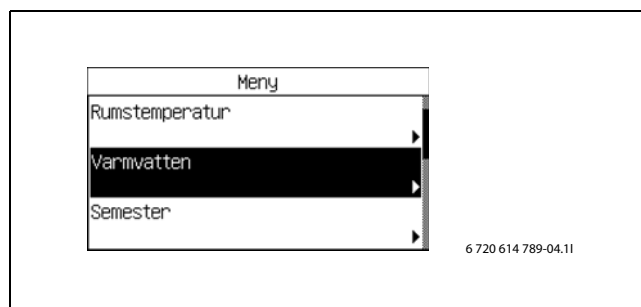 Meny
Rumstemperatur
Varmvatten
Semester
6 720 614 789-04.1I